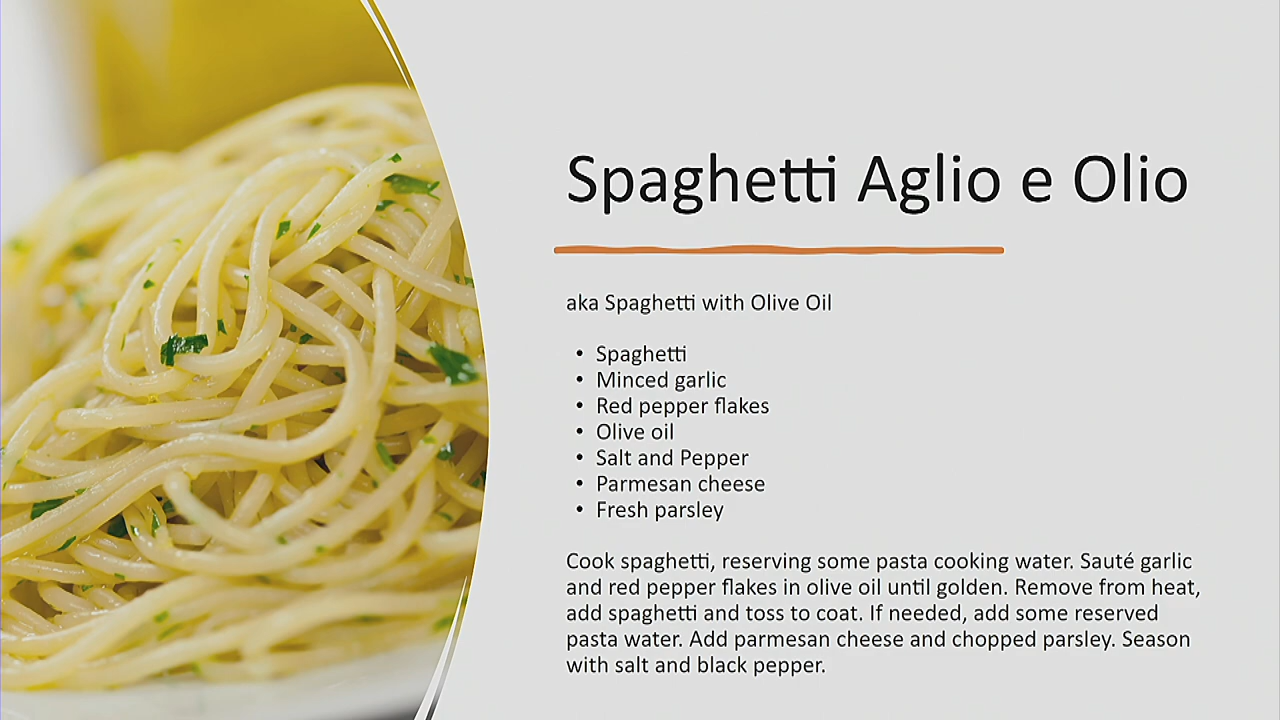 Spaghetti Aglio e Olio
aka Spaghetti with Olive Oil
• Spaghetti
• Minced garlic
• Red pepper flakes
• Olive oil
• Salt and Pepper
• Parmesan cheese
• Fresh parsley
Cook spaghetti, reserving some pasta cooking water. Sauté garlic
and red pepper flakes in olive oil until golden. Remove from heat,
add spaghetti and toss to coat. If needed, add some reserved
pasta water. Add parmesan cheese and chopped parsley. Season
with salt and black pepper.